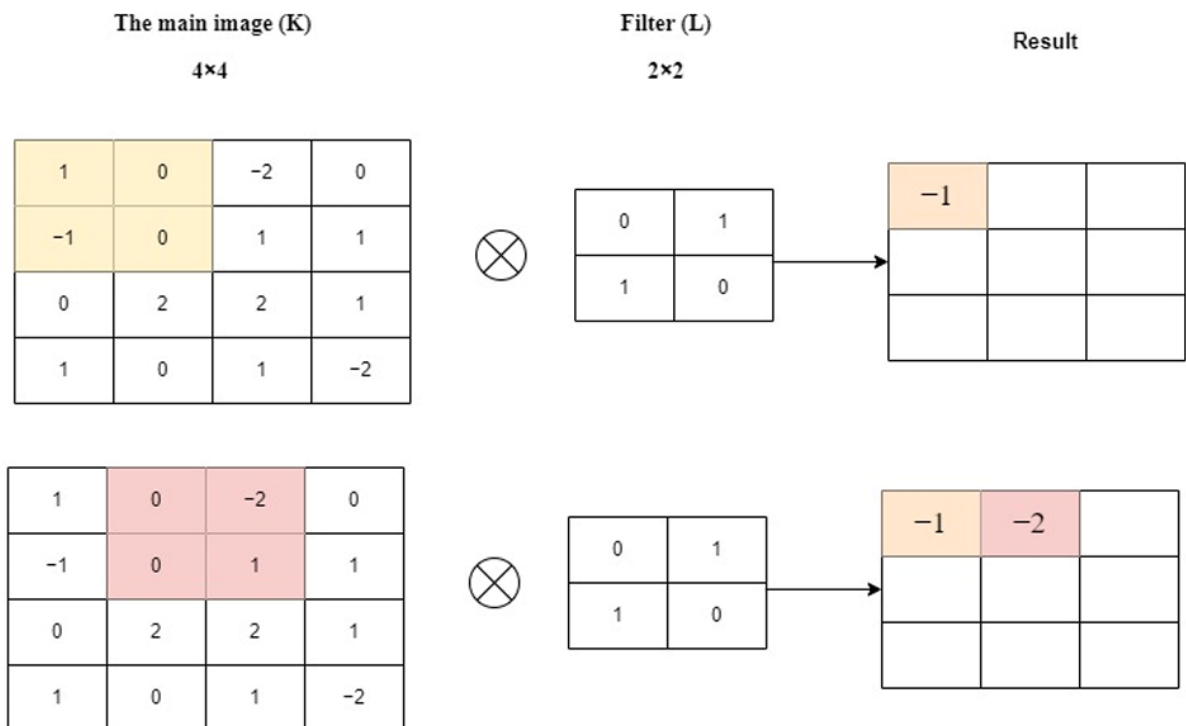 The main image (K)
4×4
Filter (L)
2×2
Result
1 0 −2 0
−1 0 1 1
0 2 2 1
1 0 1 −2
0 1
1 0
−1
1 0 −2 0
−1 0 1 1
0 2 2 1
1 0 1 −2
0 1
1 0
−1 −2